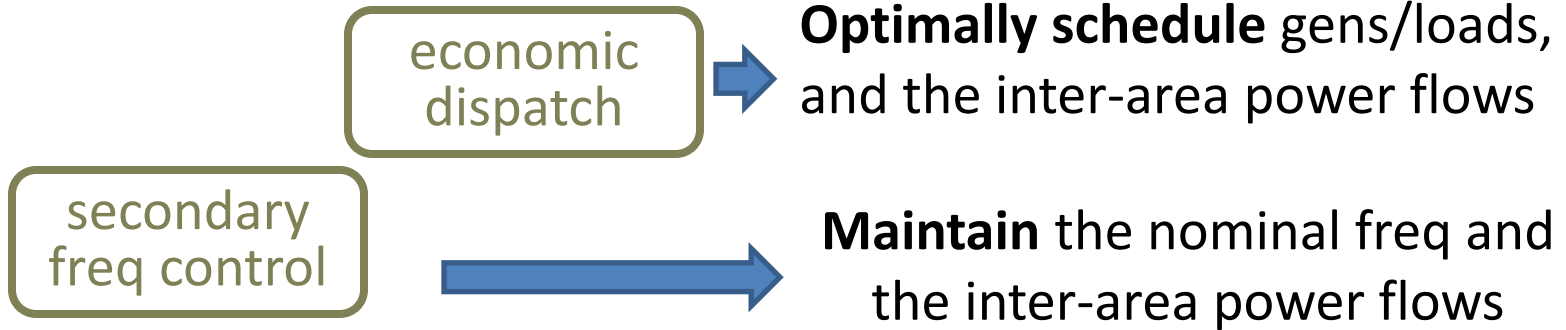 economic
dispatch
Optimally schedule gens/loads,
and the inter-area power flows
secondary
freq control
Maintain the nominal freq and
the inter-area power flows